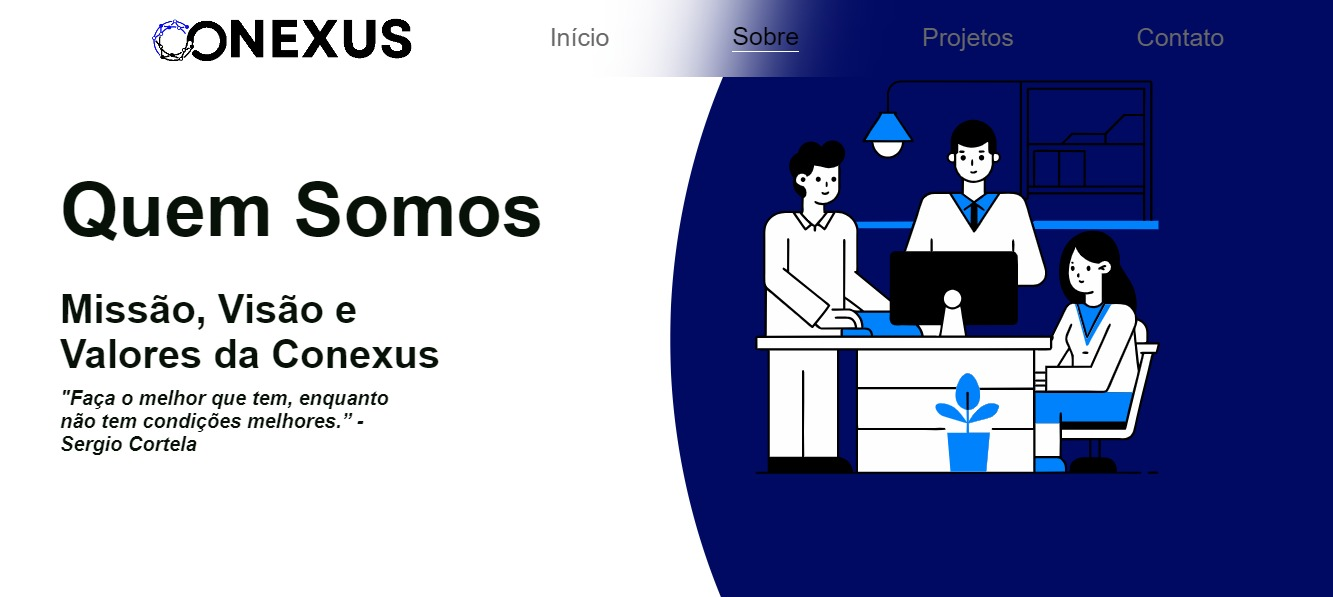 CONEXUS
Início
Sobre
Projetos
Contato
Quem Somos
Missão, Visão e
Valores da Conexus
"Faça o melhor que tem, enquanto
não tem condições melhores.” -
Sergio Cortela